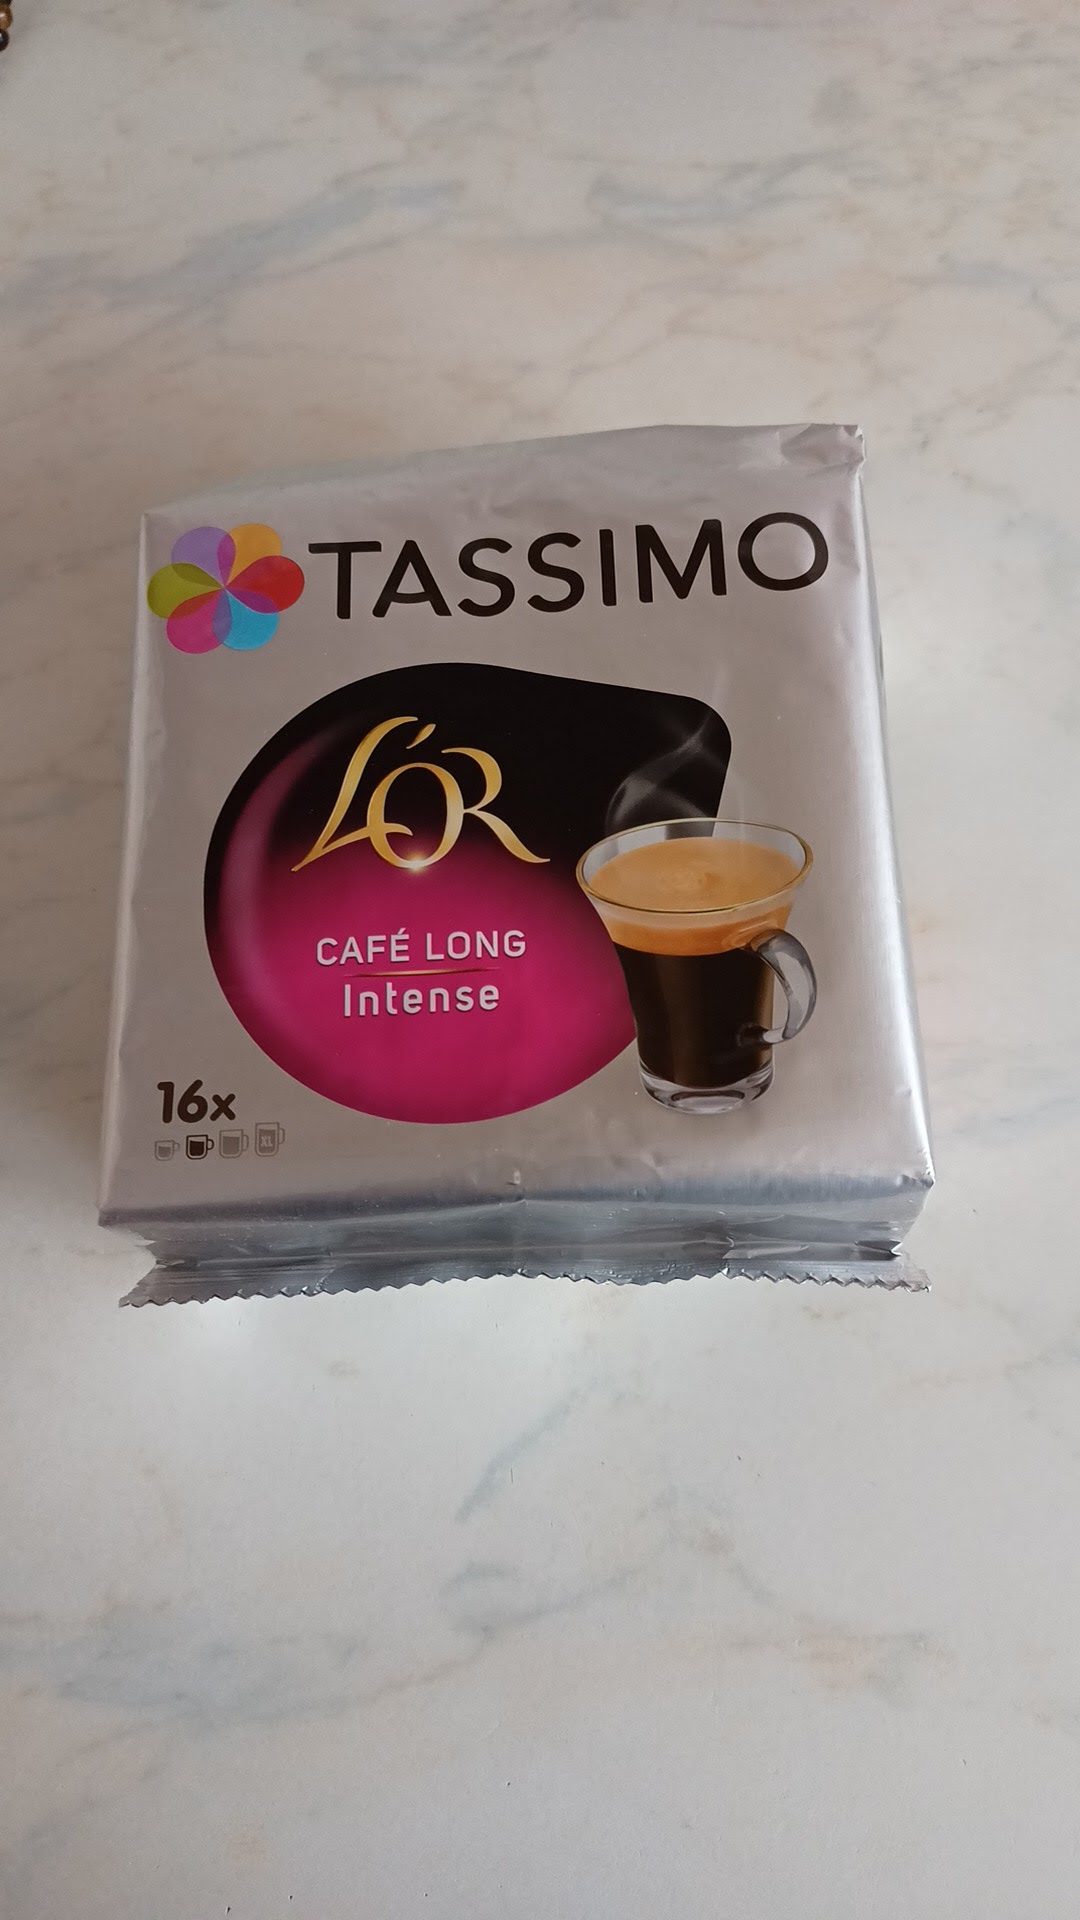 TASSIMO
L'OR
CAFÉ LONG
Intense
16x
XL